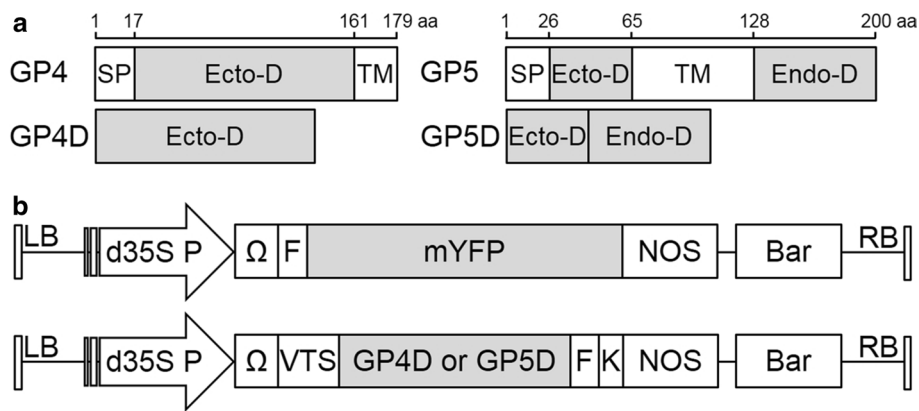 a
1 17 161 179 aa 1 26 65 128 200 aa
GP4 SP Ecto-D TM GP5 SP Ecto-D TM Endo-D
GP4D Ecto-D GP5D Ecto-D Endo-D
b
LB d35S P Ω F mYFP NOS Bar RB
LB d35S P Ω VTS GP4D or GP5D F K NOS Bar RB